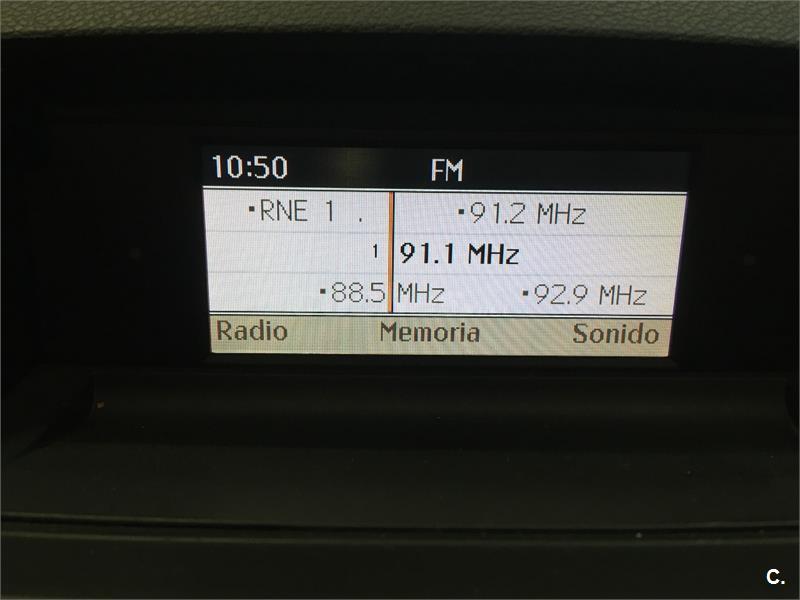 10:50 FM
▪RNE 1 . ▪91.2 MHz
1 91.1 MHz
▪88.5 MHz ▪92.9 MHz
Radio Memoria Sonido
C.